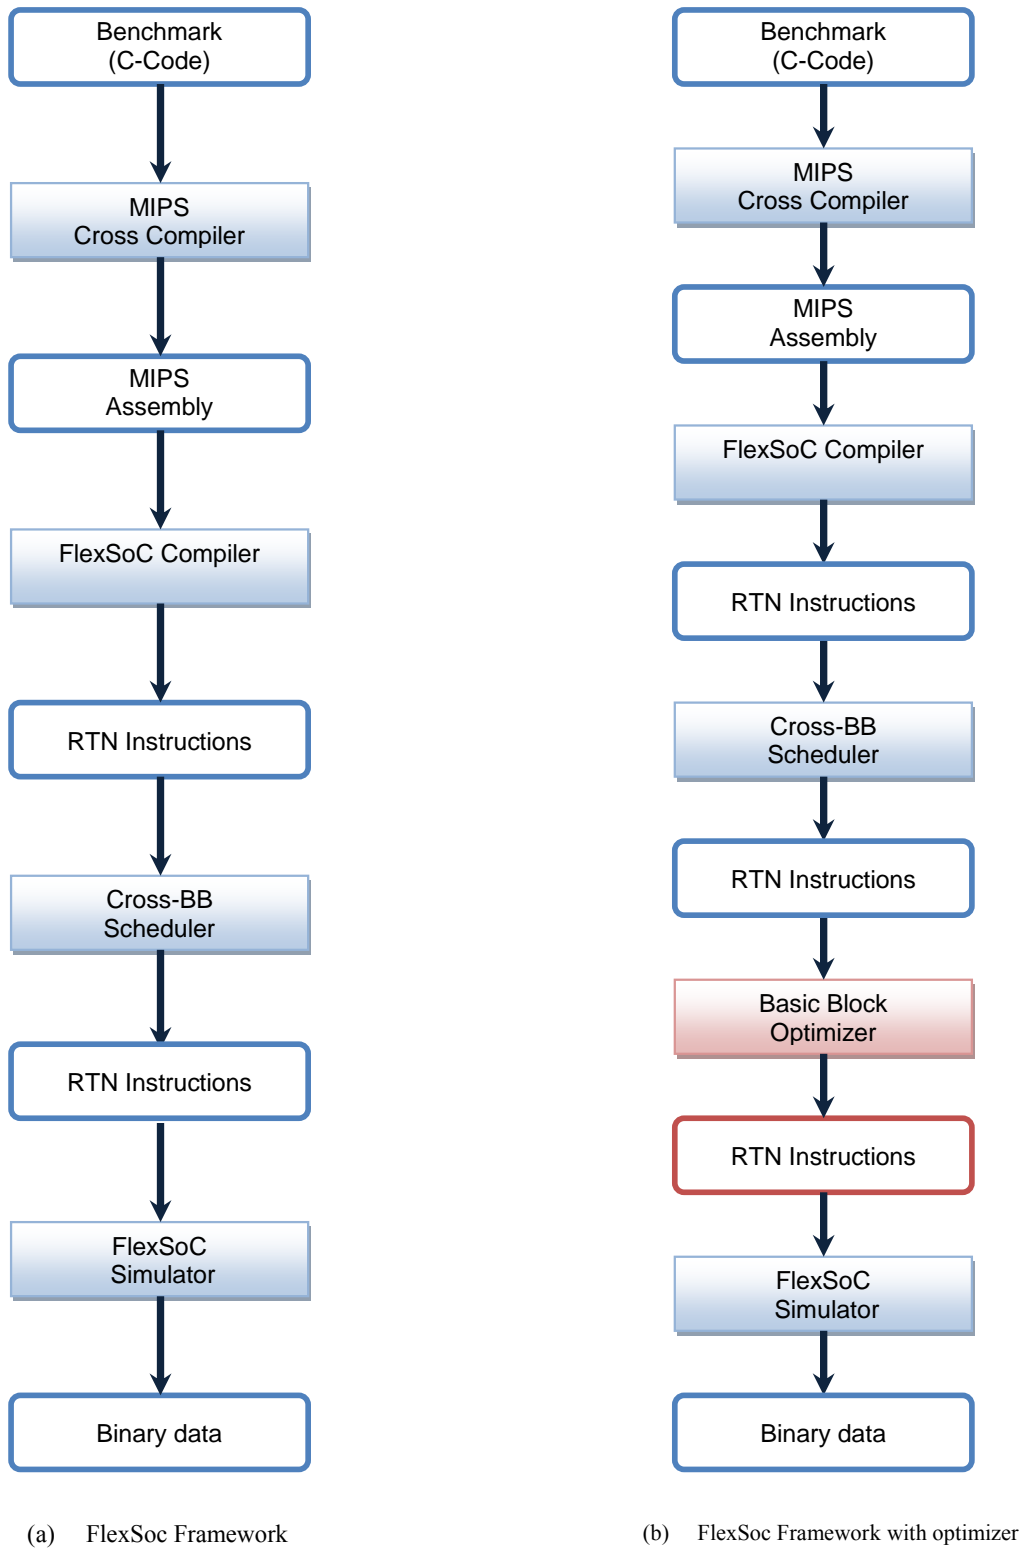 Benchmark
(C-Code)
MIPS
Cross Compiler
MIPS
Assembly
FlexSoC Compiler
RTN Instructions
Cross-BB
Scheduler
RTN Instructions
FlexSoC
Simulator
Binary data
(a) FlexSoc Framework
Benchmark
(C-Code)
MIPS
Cross Compiler
MIPS
Assembly
FlexSoC Compiler
RTN Instructions
Cross-BB
Scheduler
RTN Instructions
Basic Block
Optimizer
RTN Instructions
FlexSoC
Simulator
Binary data
(b) FlexSoc Framework with optimizer